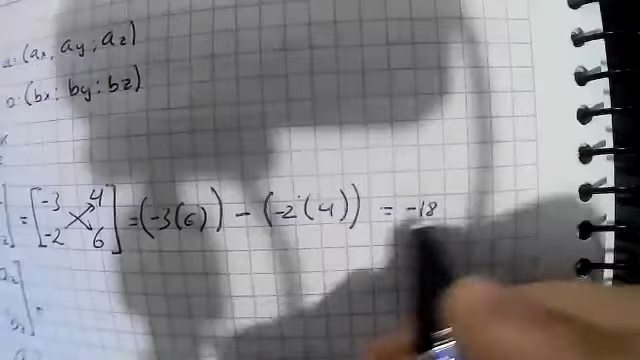 a=(ax; ay; az)
(bx; by; bz)
= [-3 4
-2 6] = (-3(6)) - (-2(4)) = -18